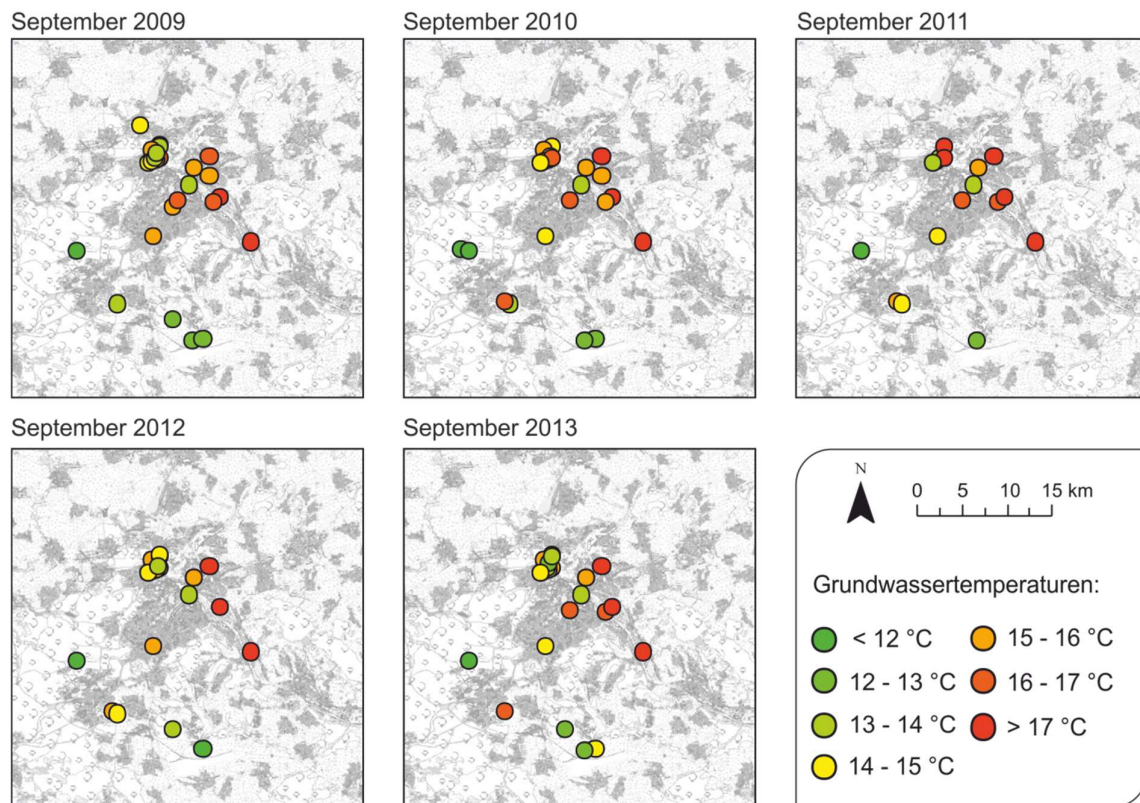 September 2009
September 2010
September 2011
September 2012
September 2013
N
0 5 10 15 km
Grundwassertemperaturen:
< 12 °C
12 - 13 °C
13 - 14 °C
14 - 15 °C
15 - 16 °C
16 - 17 °C
> 17 °C